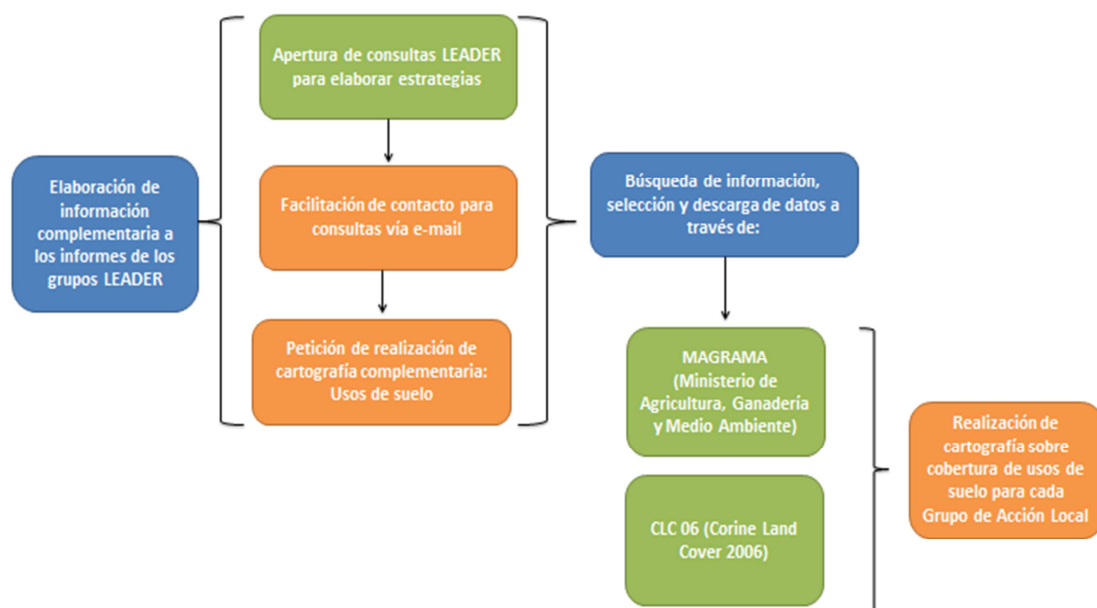 Apertura de consultas LEADER
para elaborar estrategias
Elaboración de
información
complementaria a
los informes de los
grupos LEADER
Facilitación de contacto para
consultas vía e-mail
Petición de realización de
cartografía complementaria:
Usos de suelo
Búsqueda de información,
selección y descarga de datos a
través de:
MAGRAMA
(Ministerio de
Agricultura, Ganadería
y Medio Ambiente)
CLC 06 (Corine Land
Cover 2006)
Realización de
cartografía sobre
cobertura de usos de
suelo para cada
Grupo de Acción Local